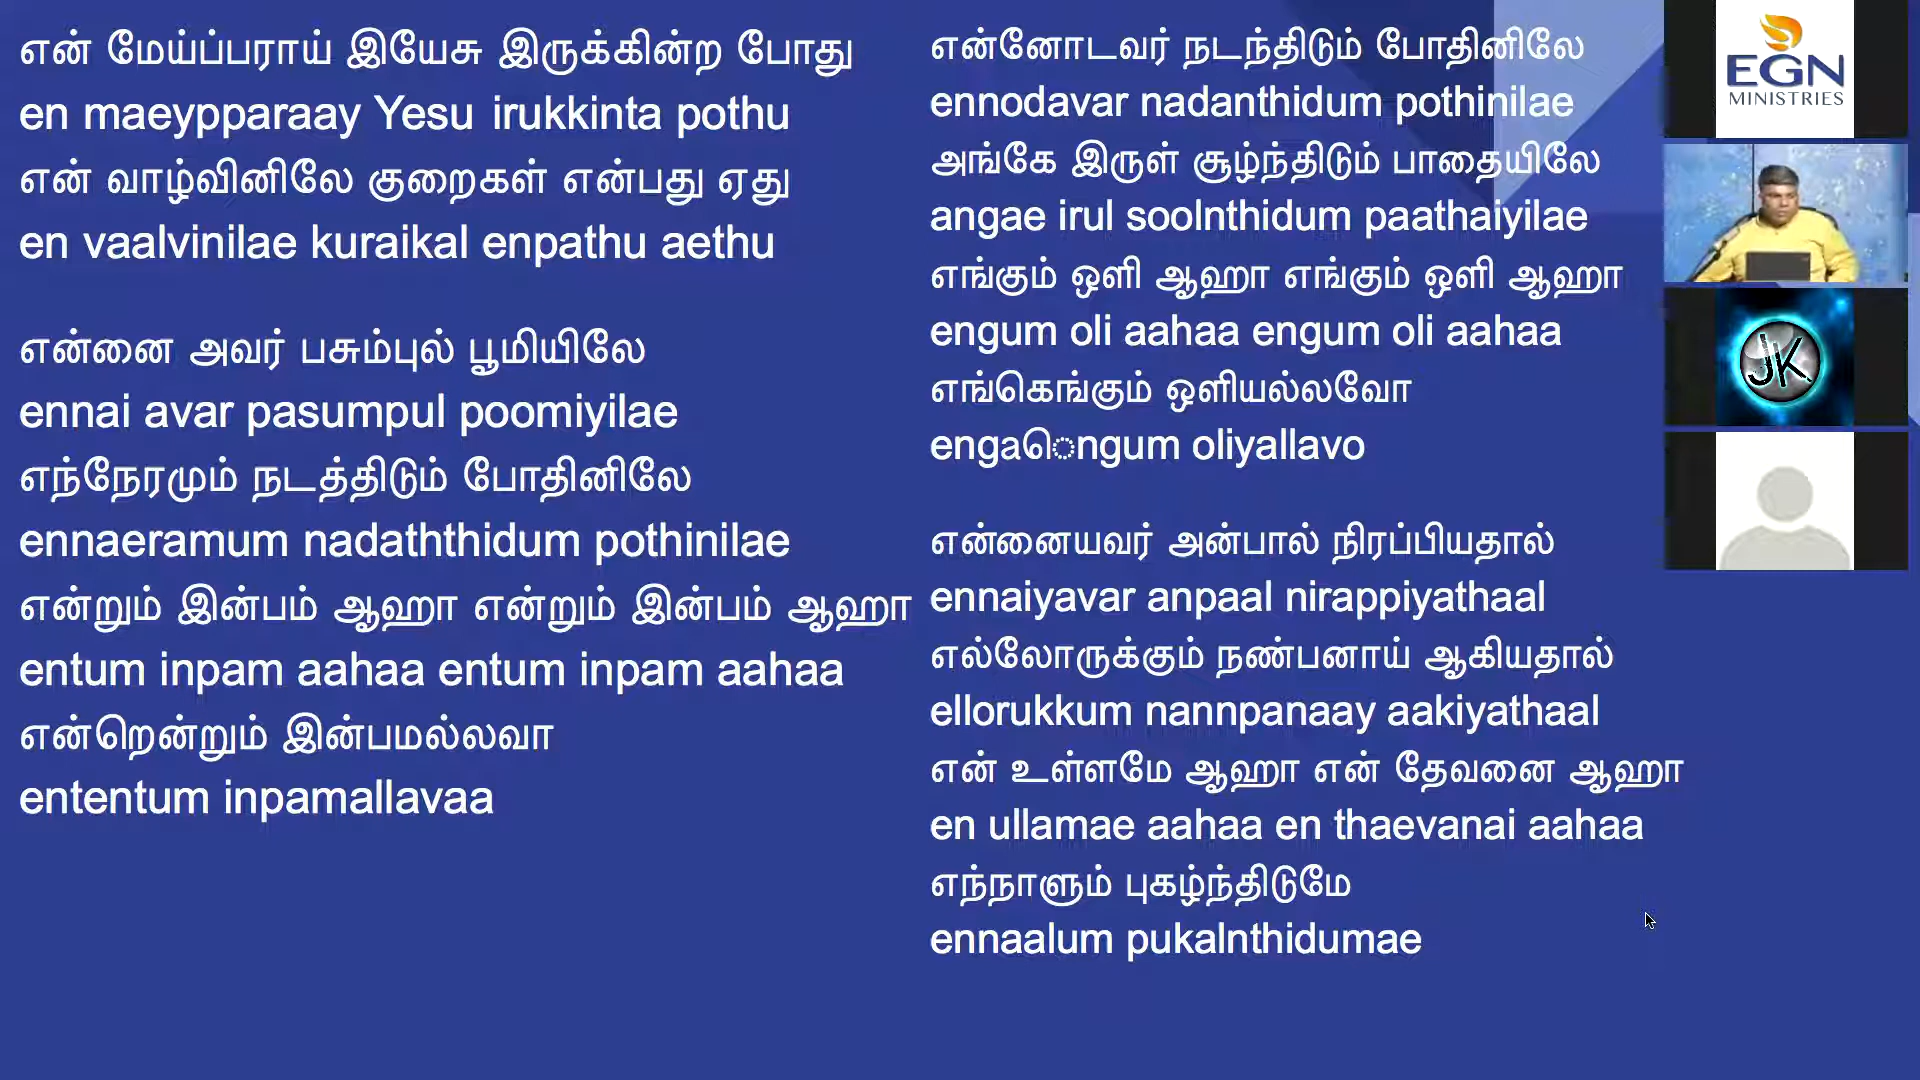 என் மேய்ப்பராய் இயேசு இருக்கின்ற போது
en maeypparaay Yesu irukkinta pothu
என் வாழ்வினிலே குறைகள் என்பது ஏது
en vaalvinilae kuraikal enpathu aethu
என்னை அவர் பசும்புல் பூமியிலே
ennai avar pasumpul poomiyilae
எந்நேரமும் நடத்திடும் போதினிலே
ennaeramum nadaththidum pothinilae
என்றும் இன்பம் ஆஹா என்றும் இன்பம் ஆஹா
entum inpam aahaa entum inpam aahaa
என்றென்றும் இன்பமல்லவா
ententum inpamallavaa
என்னோடவர் நடந்திடும் போதினிலே
ennodavar nadanthidum pothinilae
அங்கே இருள் சூழ்ந்திடும் பாதையிலே
angae irul soolnthidum paathaiyilae
எங்கும் ஒளி ஆஹா எங்கும் ஒளி ஆஹா
engum oli aahaa engum oli aahaa
எங்கெங்கும் ஒளியல்லவோ
engaெngum oliyallavo
என்னையவர் அன்பால் நிரப்பியதால்
ennaiyavar anpaal nirappiyathaal
எல்லோருக்கும் நண்பனாய் ஆகியதால்
ellorukkum nannpanaay aakiyathaal
என் உள்ளமே ஆஹா என் தேவனை ஆஹா
en ullamae aahaa en thaevanai aahaa
எந்நாளும் புகழ்ந்திடுமே
ennaalum pukalnthidumae
EGN
MINISTRIES
JK